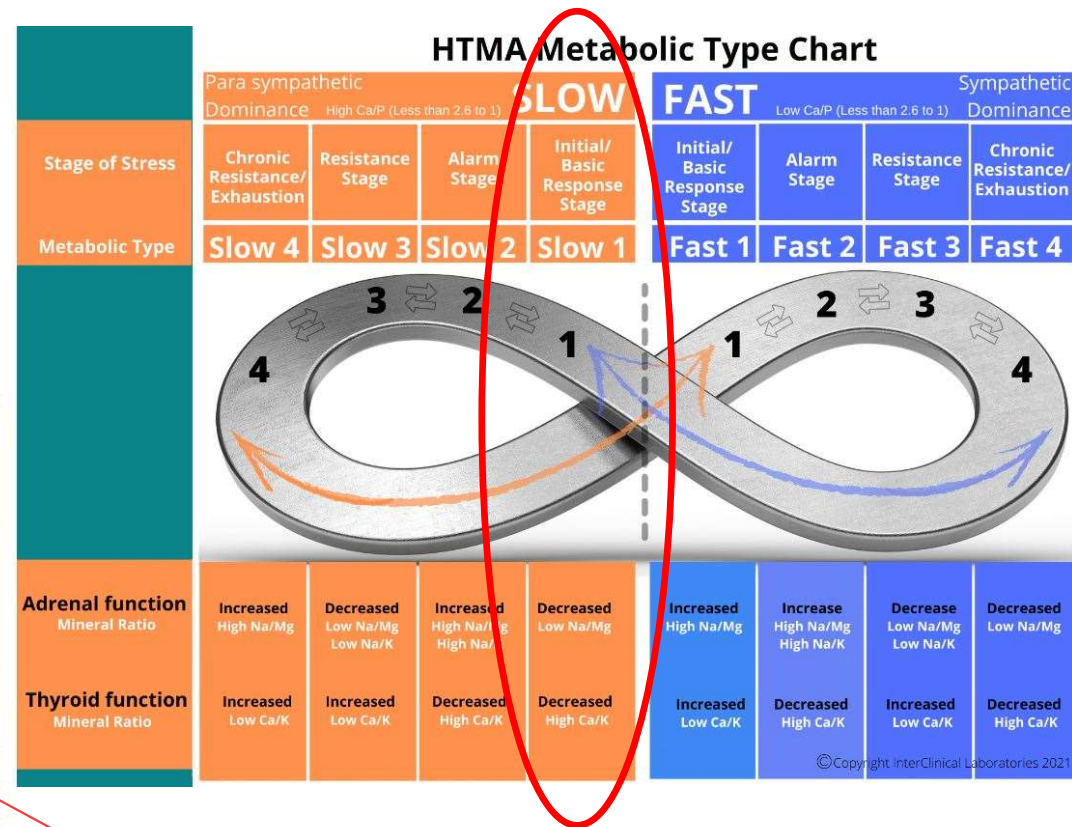 HTMA Metabolic Type Chart
Para sympathetic
Dominance High Ca/P (Less than 2.6 to 1) SLOW
FAST Low Ca/P (Less than 2.6 to 1) Sympathetic
Dominance
Stage of Stress
Chronic
Resistance/
Exhaustion
Resistance
Stage
Alarm
Stage
Initial/
Basic
Response
Stage
Initial/
Basic
Response
Stage
Alarm
Stage
Resistance
Stage
Chronic
Resistance/
Exhaustion
Metabolic Type
Slow 4
Slow 3
Slow 2
Slow 1
Fast 1
Fast 2
Fast 3
Fast 4
4
3
2
1
1
2
3
4
Adrenal function
Mineral Ratio
Increased
High Na/Mg
Decreased
Low Na/Mg
Low Na/K
Increased
High Na/Mg
High Na/K
Decreased
Low Na/Mg
Increased
High Na/Mg
Increase
High Na/Mg
High Na/K
Decrease
Low Na/Mg
Low Na/K
Decreased
Low Na/Mg
Thyroid function
Mineral Ratio
Increased
Low Ca/K
Increased
Low Ca/K
Decreased
High Ca/K
Decreased
High Ca/K
Increased
Low Ca/K
Decreased
High Ca/K
Increased
Low Ca/K
Decreased
High Ca/K
©Copyright InterClinical Laboratories 2021